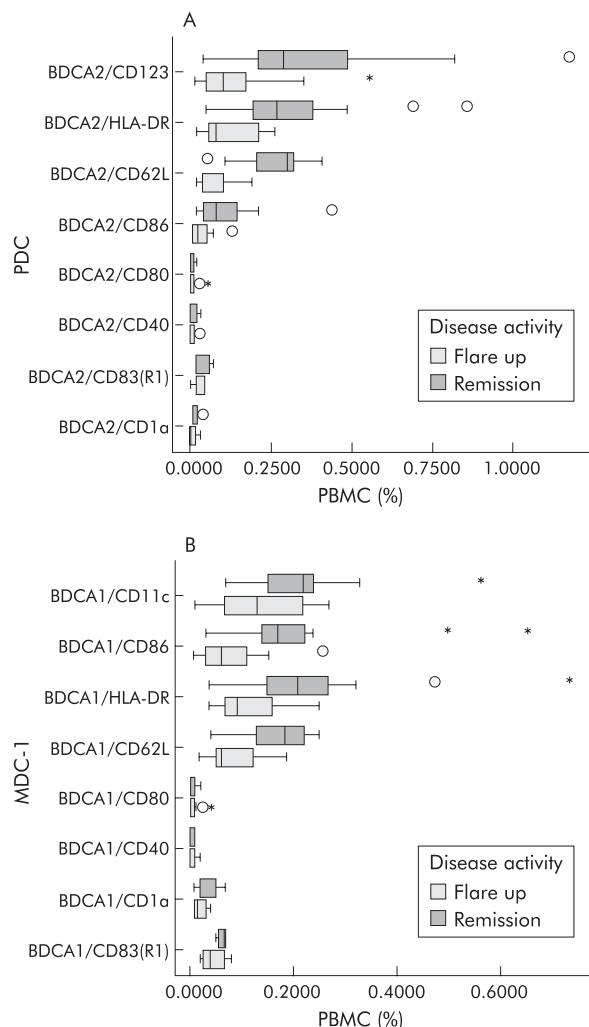 A
BDCA2/CD123
BDCA2/HLA-DR
BDCA2/CD62L
BDCA2/CD86
BDCA2/CD80
BDCA2/CD40
BDCA2/CD83(R1)
BDCA2/CD1a
PDC
Disease activity
Flare up
Remission
0.0000 0.2500 0.5000 0.7500 1.0000
PBMC (%)
B
BDCA1/CD11c
BDCA1/CD86
BDCA1/HLA-DR
BDCA1/CD62L
BDCA1/CD80
BDCA1/CD40
BDCA1/CD1a
BDCA1/CD83(R1)
MDC-1
Disease activity
Flare up
Remission
0.0000 0.2000 0.4000 0.6000
PBMC (%)